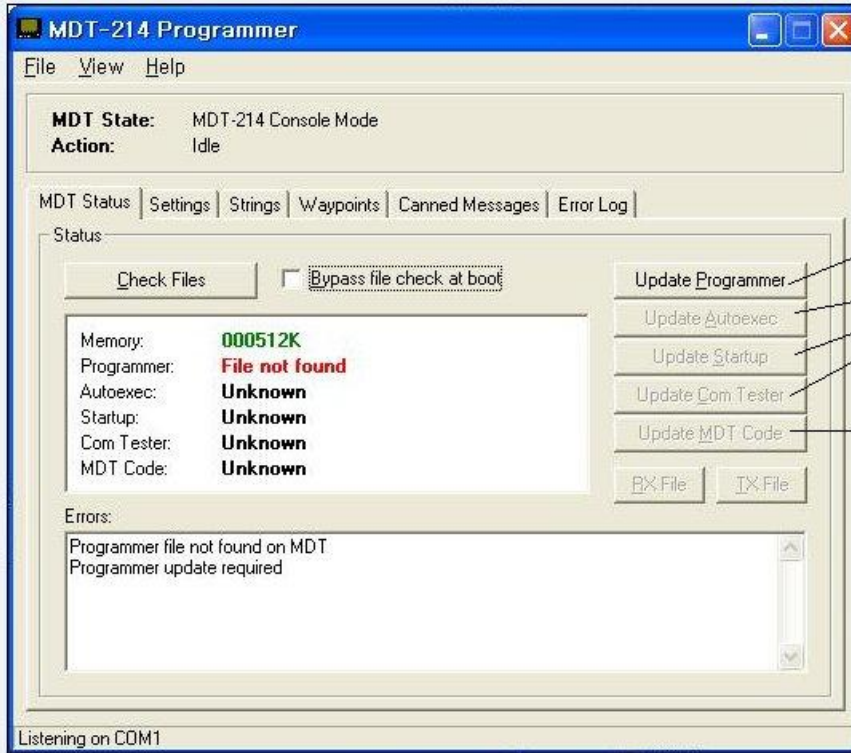 MDT-214 Programmer
File View Help
MDT State: MDT-214 Console Mode
Action: Idle
MDT Status Settings Strings Waypoints Canned Messages Error Log
Status
Check Files Bypass file check at boot Update Programmer
Update Autoexec
Update Startup
Update Com Tester
Update MDT Code
RX File TX File
Memory: 000512K
Programmer: File not found
Autoexec: Unknown
Startup: Unknown
Com Tester: Unknown
MDT Code: Unknown
Errors:
Programmer file not found on MDT
Programmer update required
Listening on COM1